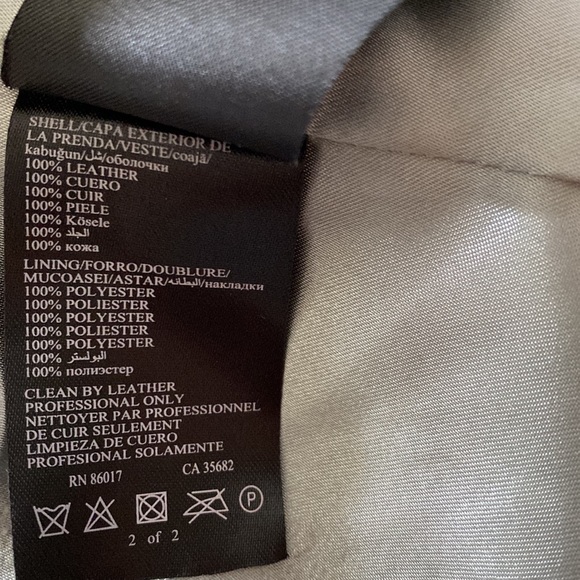 SHELL/CAPA EXTERIOR DE
LA PRENDA/VESTE/coajă/
kabuğun/شل/оболочки
100% LEATHER
100% CUERO
100% CUIR
100% PIELE
100% Kösele
100% الجلد
100% кожа
LINING/FORRO/DOUBLURE/
MUCOASEI/ASTAR/البطانه/накладки
100% POLYESTER
100% POLIESTER
100% POLYESTER
100% POLIESTER
100% POLYESTER
100% البولستر
100% полиэстер
CLEAN BY LEATHER
PROFESSIONAL ONLY
NETTOYER PAR PROFESSIONNEL
DE CUIR SEULEMENT
LIMPIEZA DE CUERO
PROFESIONAL SOLAMENTE
RN 86017 CA 35682
P
2 of 2